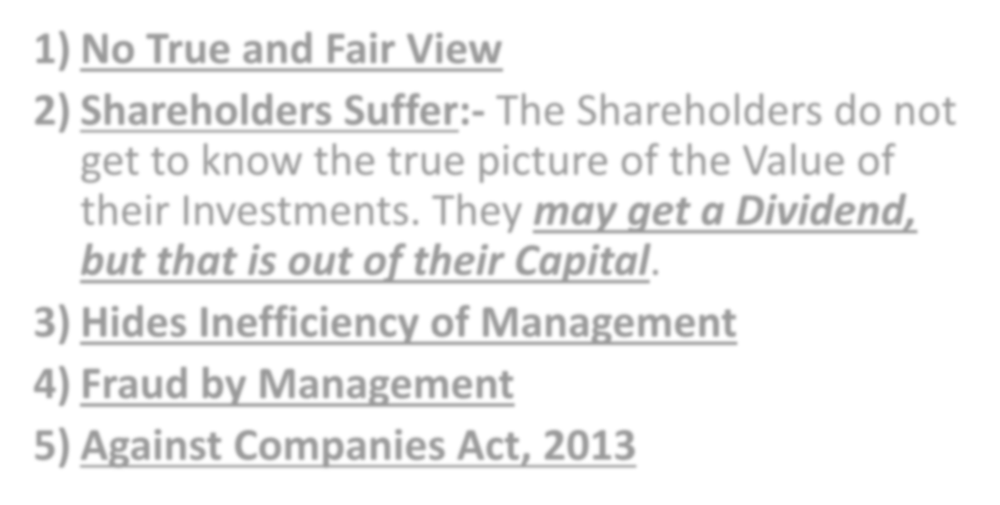 1) No True and Fair View
2) Shareholders Suffer:- The Shareholders do not
get to know the true picture of the Value of
their Investments. They may get a Dividend,
but that is out of their Capital.
3) Hides Inefficiency of Management
4) Fraud by Management
5) Against Companies Act, 2013